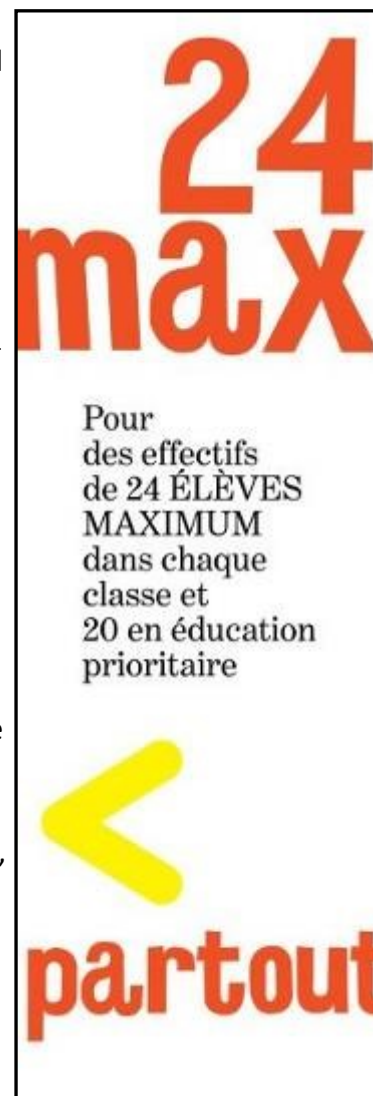 24
max
Pour
des effectifs
de 24 ÉLÈVES
MAXIMUM
dans chaque
classe et
20 en éducation
prioritaire
<
partout